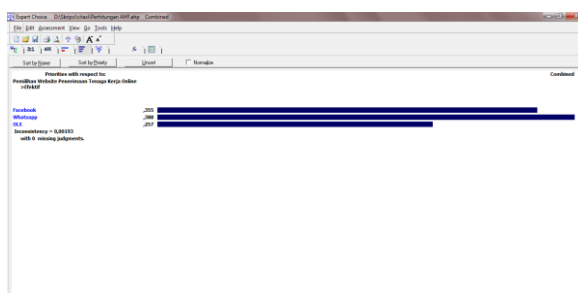 Expert Choice D:\Skripsi\citasi\Perhitungan AHP.ahp Combined
File Edit Assessment View Go Tools Help
Sort by Name Sort by Priority Unsort Normalize
Priorities with respect to: Combined
Pemilihan Website Penerimaan Tenaga Kerja Online
>Efektif
Facebook ,355
Whatsapp ,388
OLX ,257
Inconsistency = 0,00193
with 0 missing judgments.